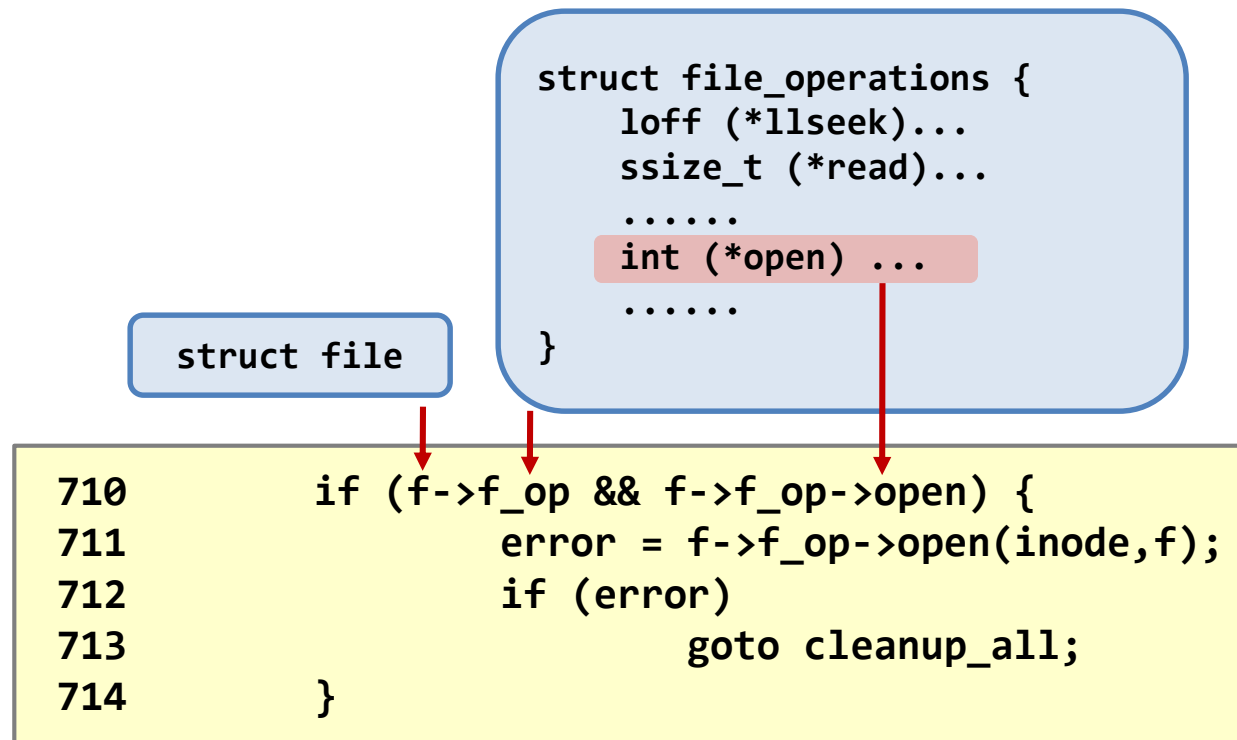 struct file_operations {
    loff (*llseek)...
    ssize_t (*read)...
    ......
    int (*open) ...
    ......
}
struct file
710         if (f->f_op && f->f_op->open) {
711                 error = f->f_op->open(inode,f);
712                 if (error)
713                         goto cleanup_all;
714         }